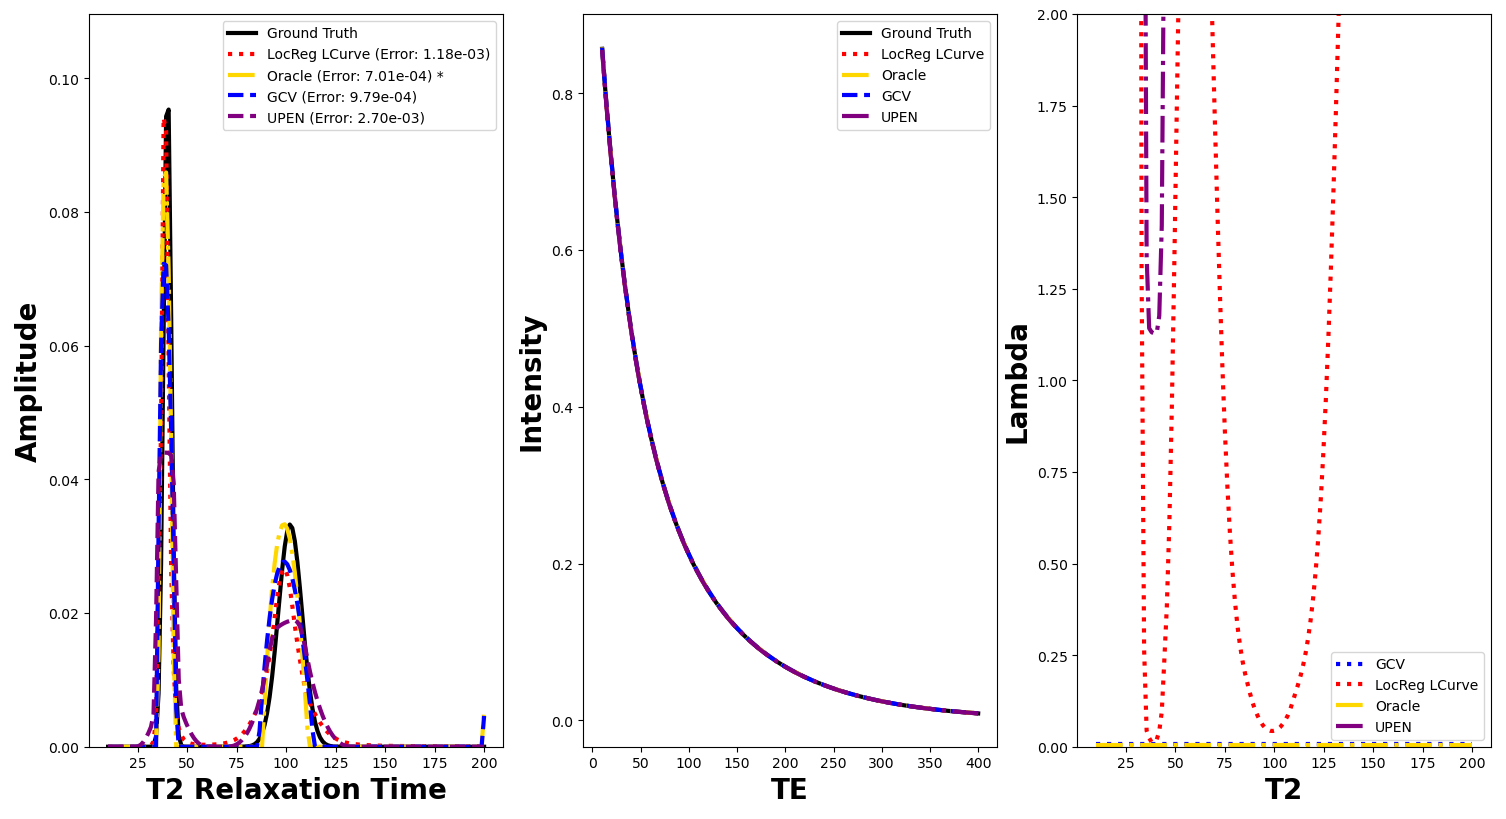 Ground Truth
LocReg LCurve (Error: 1.18e-03)
Oracle (Error: 7.01e-04) *
GCV (Error: 9.79e-04)
UPEN (Error: 2.70e-03)
0.10
0.08
0.06
0.04
0.02
0.00
25 50 75 100 125 150 175 200
Amplitude
T2 Relaxation Time
Ground Truth
LocReg LCurve
Oracle
GCV
UPEN
0.8
0.6
0.4
0.2
0.0
0 50 100 150 200 250 300 350 400
Intensity
TE
2.00
1.75
1.50
1.25
1.00
0.75
0.50
0.25
0.00
25 50 75 100 125 150 175 200
Lambda
T2
GCV
LocReg LCurve
Oracle
UPEN